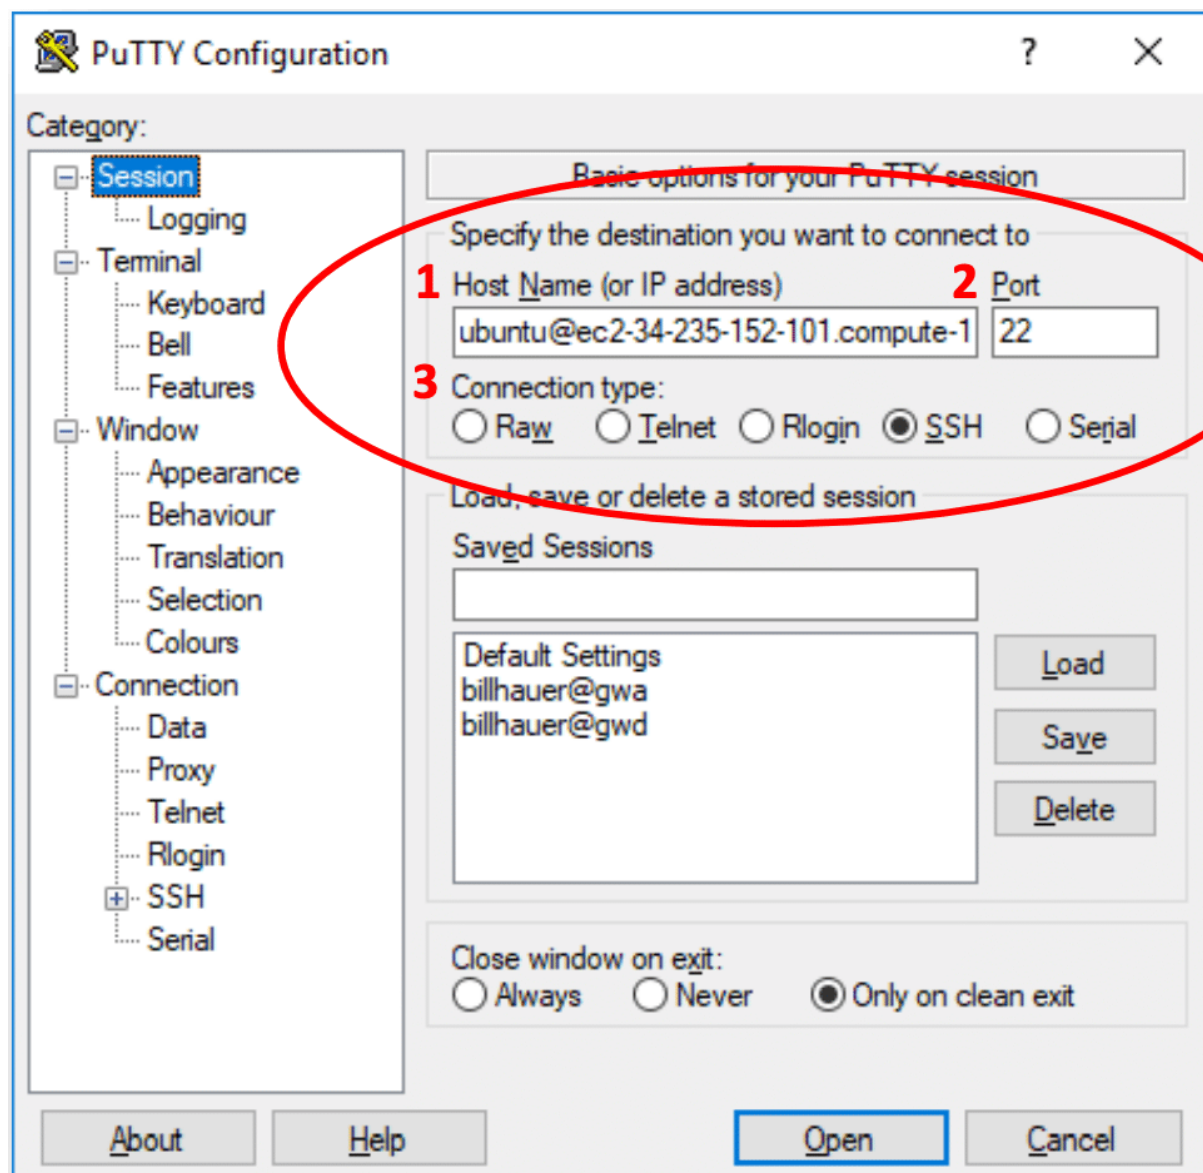 PuTTY Configuration ? ×
Category:
Session
Logging
Terminal
Keyboard
Bell
Features
Window
Appearance
Behaviour
Translation
Selection
Colours
Connection
Data
Proxy
Telnet
Rlogin
SSH
Serial
Basic options for your PuTTY session
Specify the destination you want to connect to
1 Host Name (or IP address) 2 Port
ubuntu@ec2-34-235-152-101.compute-1 22
3 Connection type:
Raw Telnet Rlogin SSH Serial
Load, save or delete a stored session
Saved Sessions
Default Settings
billhauer@gwa
billhauer@gwd
Load
Save
Delete
Close window on exit:
Always Never Only on clean exit
About Help Open Cancel